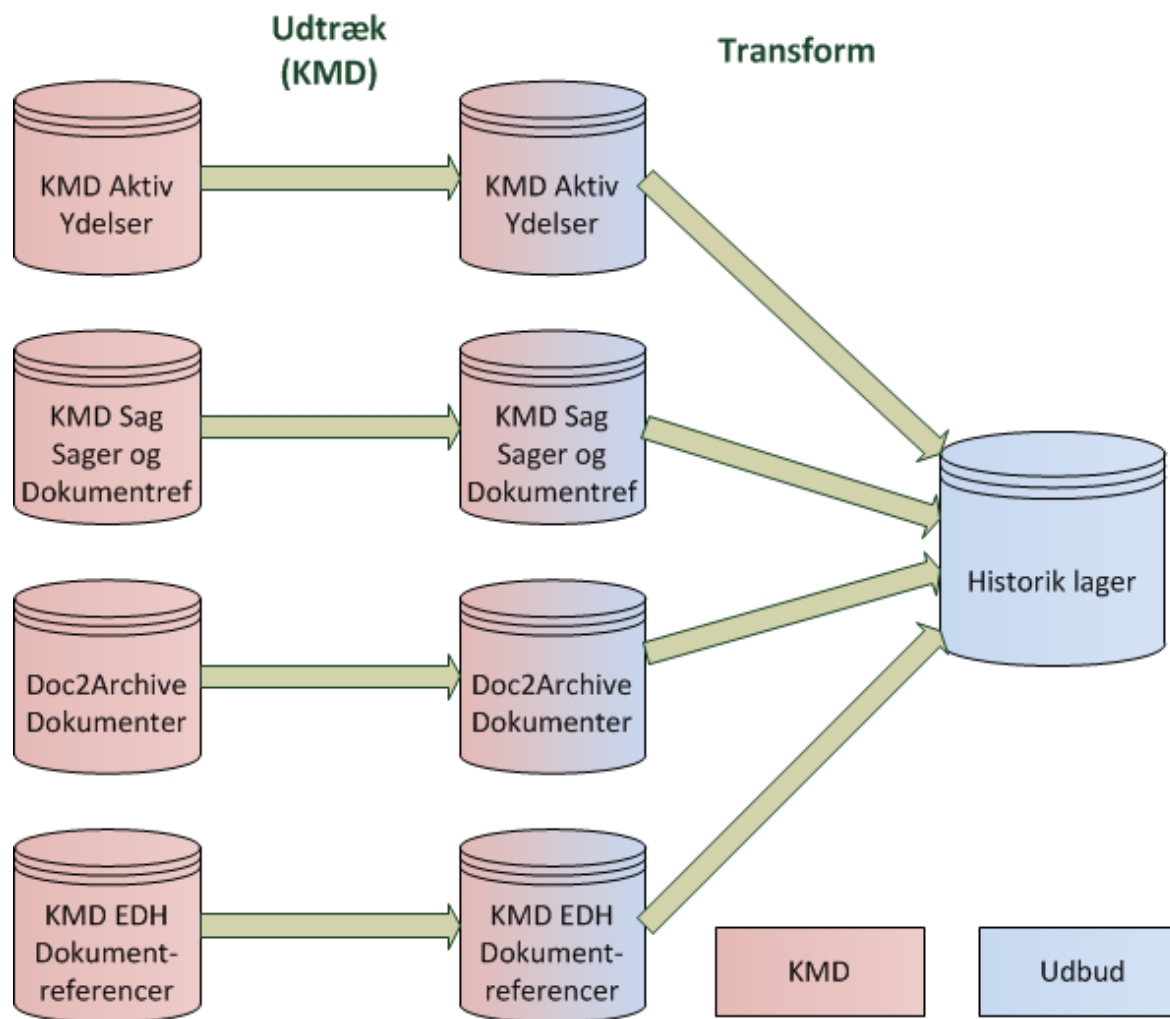 Udtræk
(KMD)
Transform
KMD Aktiv
Ydelser
KMD Aktiv
Ydelser
KMD Sag
Sager og
Dokumentref
KMD Sag
Sager og
Dokumentref
Historik lager
Doc2Archive
Dokumenter
Doc2Archive
Dokumenter
KMD EDH
Dokument-
referencer
KMD EDH
Dokument-
referencer
KMD
Udbud